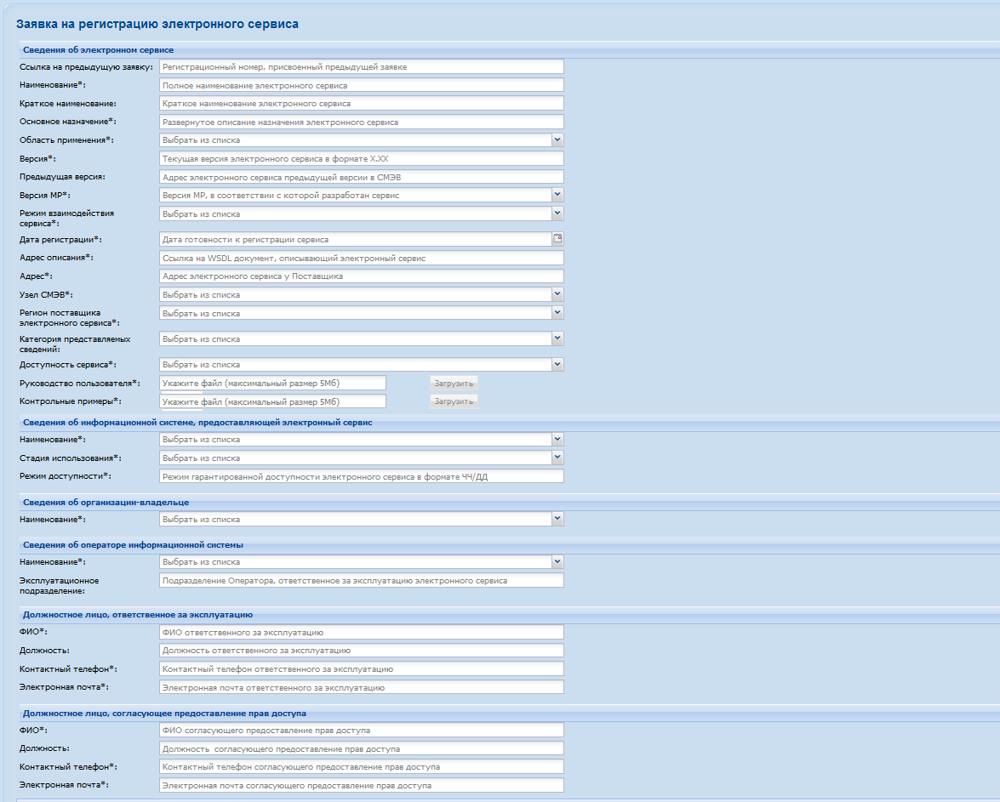 Заявка на регистрацию электронного сервиса
Сведения об электронном сервисе
Ссылка на предыдущую заявку: Регистрационный номер, присвоенный предыдущей заявке
Наименование*: Полное наименование электронного сервиса
Краткое наименование: Краткое наименование электронного сервиса
Основное назначение*: Развернутое описание назначения электронного сервиса
Область применения*: Выбрать из списка
Версия*: Текущая версия электронного сервиса в формате X.XX
Предыдущая версия: Адрес электронного сервиса предыдущей версии в СМЭВ
Версия МР*: Версия МР, в соответствии с которой разработан сервис
Режим взаимодействия
сервиса*: Выбрать из списка
Дата регистрации*: Дата готовности к регистрации сервиса
Адрес описания*: Ссылка на WSDL документ, описывающий электронный сервис
Адрес*: Адрес электронного сервиса у Поставщика
Узел СМЭВ*: Выбрать из списка
Регион поставщика
электронного сервиса*: Выбрать из списка
Категория представляемых
сведений: Выбрать из списка
Доступность сервиса*: Выбрать из списка
Руководство пользователя*: Укажите файл (максимальный размер 5Мб) Загрузить
Контрольные примеры*: Укажите файл (максимальный размер 5Мб) Загрузить
Сведения об информационной системе, предоставляющей электронный сервис
Наименование*: Выбрать из списка
Стадия использования*: Выбрать из списка
Режим доступности*: Режим гарантированной доступности электронного сервиса в формате ЧЧ/ДД
Сведения об организации-владельце
Наименование*: Выбрать из списка
Сведения об операторе информационной системы
Наименование*: Выбрать из списка
Эксплуатационное
подразделение: Подразделение Оператора, ответственное за эксплуатацию электронного сервиса
Должностное лицо, ответственное за эксплуатацию
ФИО*: ФИО ответственного за эксплуатацию
Должность: Должность ответственного за эксплуатацию
Контактный телефон*: Контактный телефон ответственного за эксплуатацию
Электронная почта*: Электронная почта ответственного за эксплуатацию
Должностное лицо, согласующее предоставление прав доступа
ФИО*: ФИО согласующего предоставление прав доступа
Должность: Должность согласующего предоставление прав доступа
Контактный телефон*: Контактный телефон согласующего предоставление прав доступа
Электронная почта*: Электронная почта согласующего предоставление прав доступа